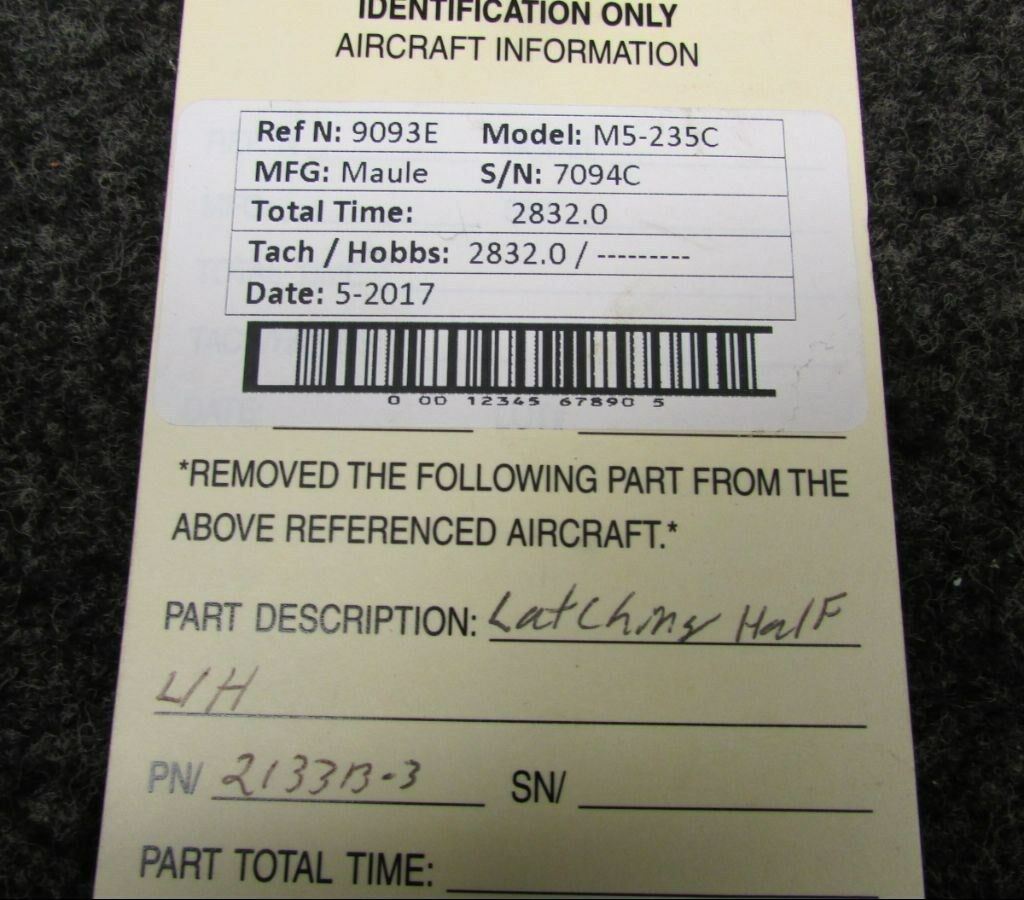 IDENTIFICATION ONLY
AIRCRAFT INFORMATION
Ref N: 9093E Model: M5-235C
MFG: Maule S/N: 7094C
Total Time: 2832.0
Tach / Hobbs: 2832.0 / ---------
Date: 5-2017
0 00 12345 67890 5
*REMOVED THE FOLLOWING PART FROM THE
ABOVE REFERENCED AIRCRAFT.*
PART DESCRIPTION: Latching Half
L/H
PN/ 2133B-3 SN/
PART TOTAL TIME: